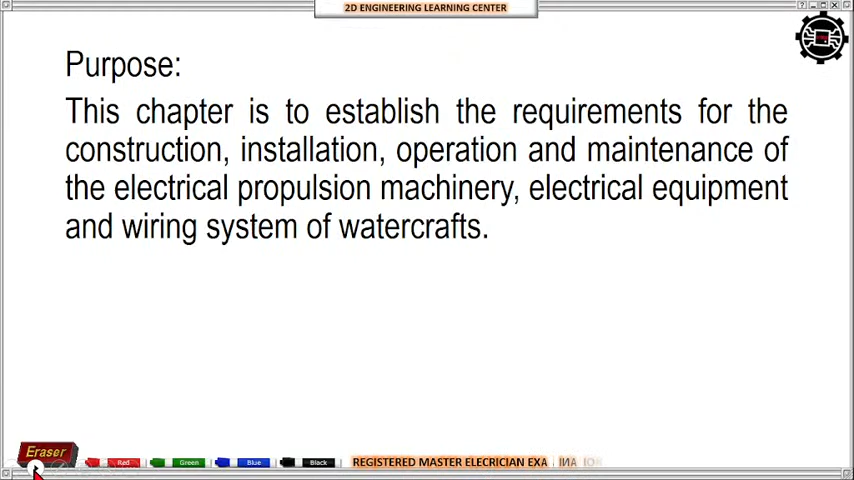 2D ENGINEERING LEARNING CENTER
Purpose:
This chapter is to establish the requirements for the
construction, installation, operation and maintenance of
the electrical propulsion machinery, electrical equipment
and wiring system of watercrafts.
Eraser
Red
Green
Blue
Black
REGISTERED MASTER ELECRICIAN EXA